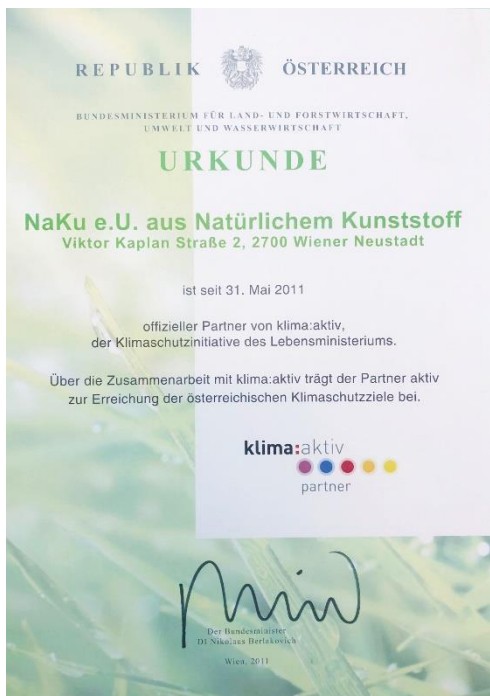 REPUBLIK ÖSTERREICH
BUNDESMINISTERIUM FÜR LAND- UND FORSTWIRTSCHAFT,
UMWELT UND WASSERWIRTSCHAFT
URKUNDE
NaKu e.U. aus Natürlichem Kunststoff
Viktor Kaplan Straße 2, 2700 Wiener Neustadt
ist seit 31. Mai 2011
offizieller Partner von klima:aktiv,
der Klimaschutzinitiative des Lebensministeriums.
Über die Zusammenarbeit mit klima:aktiv trägt der Partner aktiv
zur Erreichung der österreichischen Klimaschutzziele bei.
klima:aktiv
partner
Der Bundesminister
DI Nikolaus Berlakovich
Wien, 2011